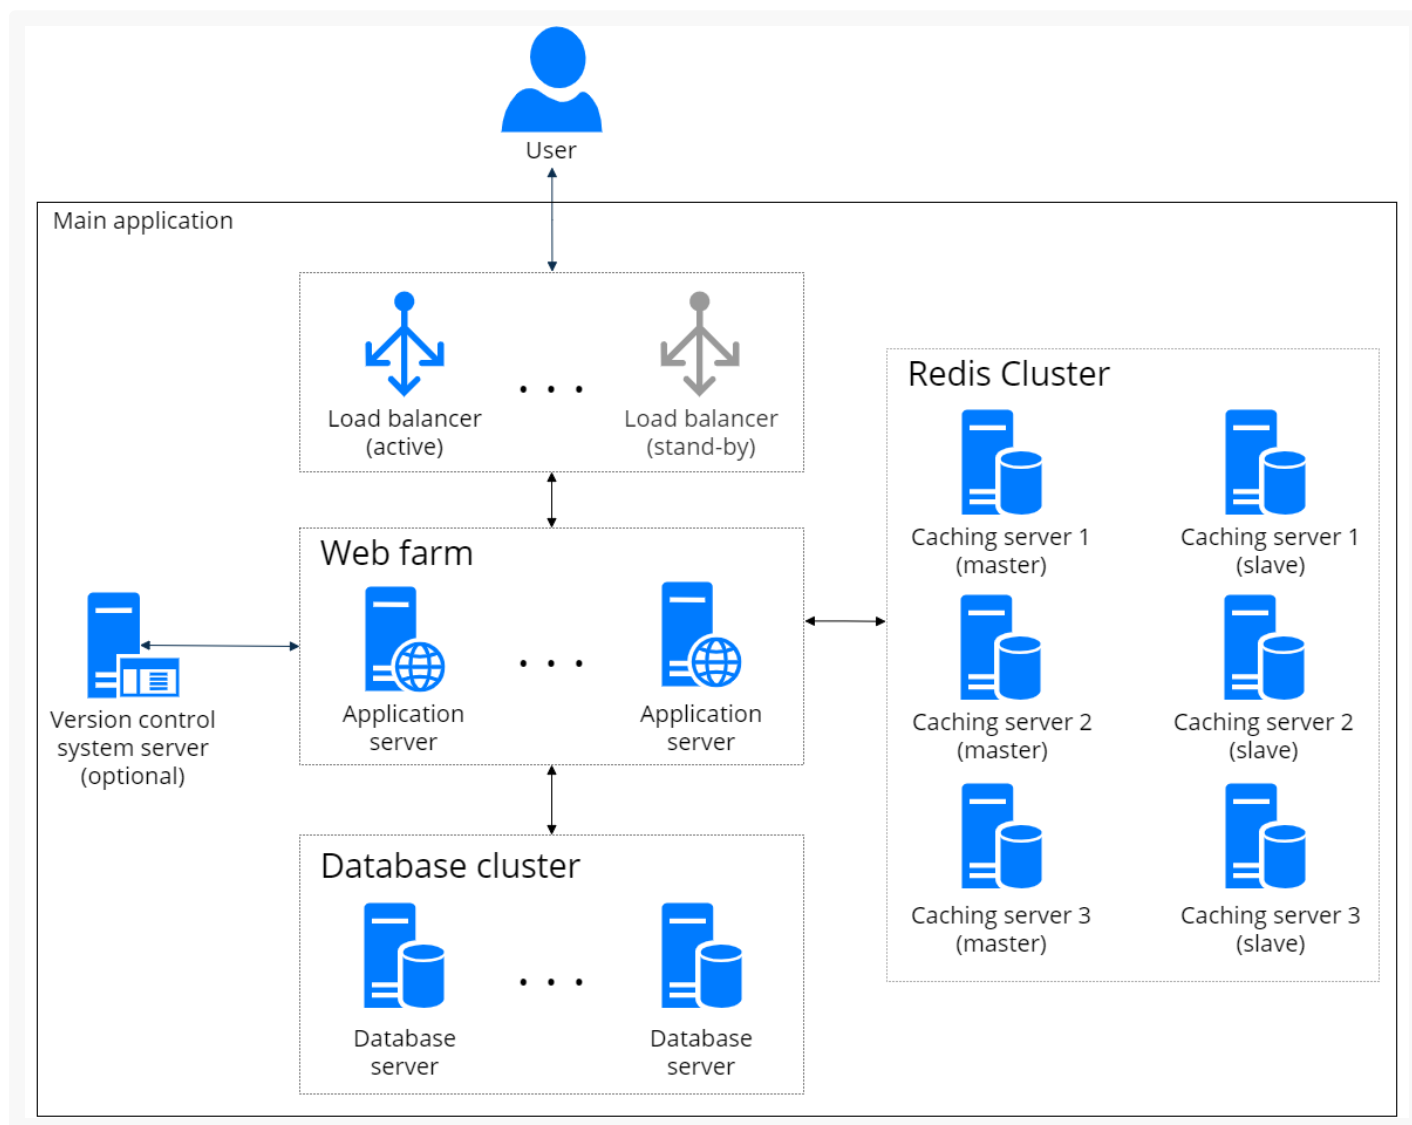 User
Main application
Load balancer
(active)
. . .
Load balancer
(stand-by)
Web farm
Application
server
. . .
Application
server
Version control
system server
(optional)
Database cluster
Database
server
. . .
Database
server
Redis Cluster
Caching server 1
(master)
Caching server 1
(slave)
Caching server 2
(master)
Caching server 2
(slave)
Caching server 3
(master)
Caching server 3
(slave)